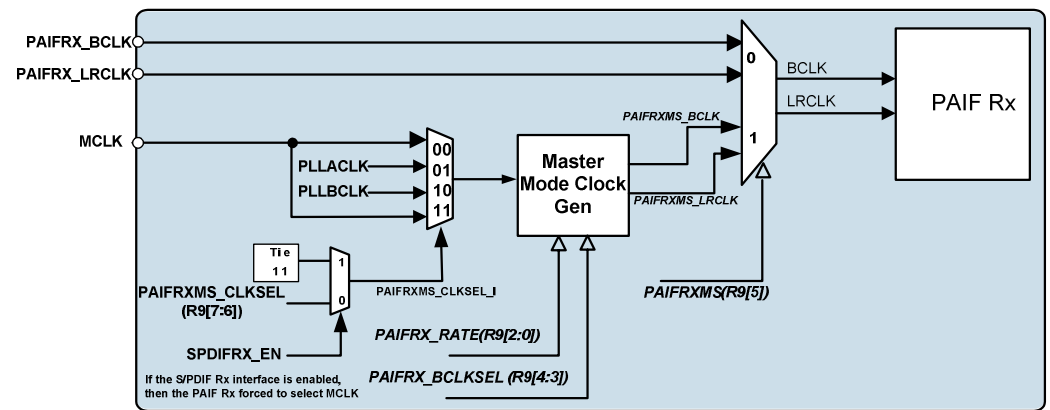 PAIFRX_BCLK
PAIFRX_LRCLK
MCLK
0
1
BCLK
LRCLK
PAIF Rx
PAIFRXMS_BCLK
PAIFRXMS_LRCLK
00
01
10
11
PLLACLK
PLLBCLK
Master
Mode Clock
Gen
Tie
11
1
0
PAIFRXMS_CLKSEL
(R9[7:6])
PAIFRXMS_CLKSEL_I
PAIFRXMS(R9[5])
SPDIFRX_EN
PAIFRX_RATE(R9[2:0])
PAIFRX_BCLKSEL (R9[4:3])
If the S/PDIF Rx interface is enabled,
then the PAIF Rx forced to select MCLK